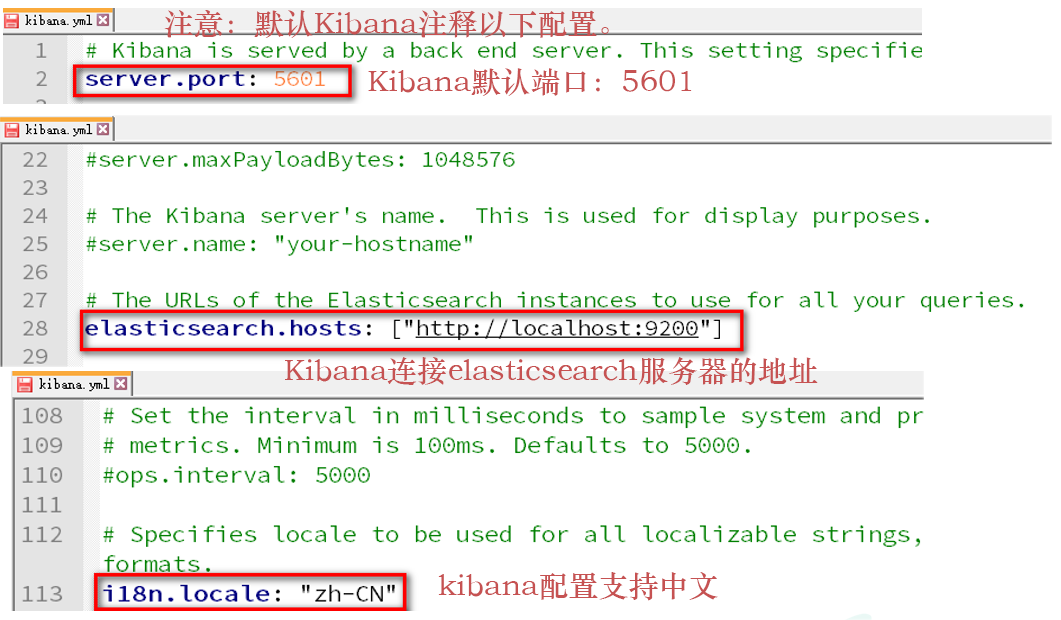 kibana.yml
注意：默认Kibana注释以下配置。
1 # Kibana is served by a back end server. This setting specifie
2 server.port: 5601
Kibana默认端口：5601
kibana.yml
22 #server.maxPayloadBytes: 1048576
23
24 # The Kibana server's name.  This is used for display purposes.
25 #server.name: "your-hostname"
26
27 # The URLs of the Elasticsearch instances to use for all your queries.
28 elasticsearch.hosts: ["http://localhost:9200"]
29
Kibana连接elasticsearch服务器的地址
kibana.yml
108 # Set the interval in milliseconds to sample system and pr
109 # metrics. Minimum is 100ms. Defaults to 5000.
110 #ops.interval: 5000
111
112 # Specifies locale to be used for all localizable strings,
formats.
113 i18n.locale: "zh-CN"
kibana配置支持中文